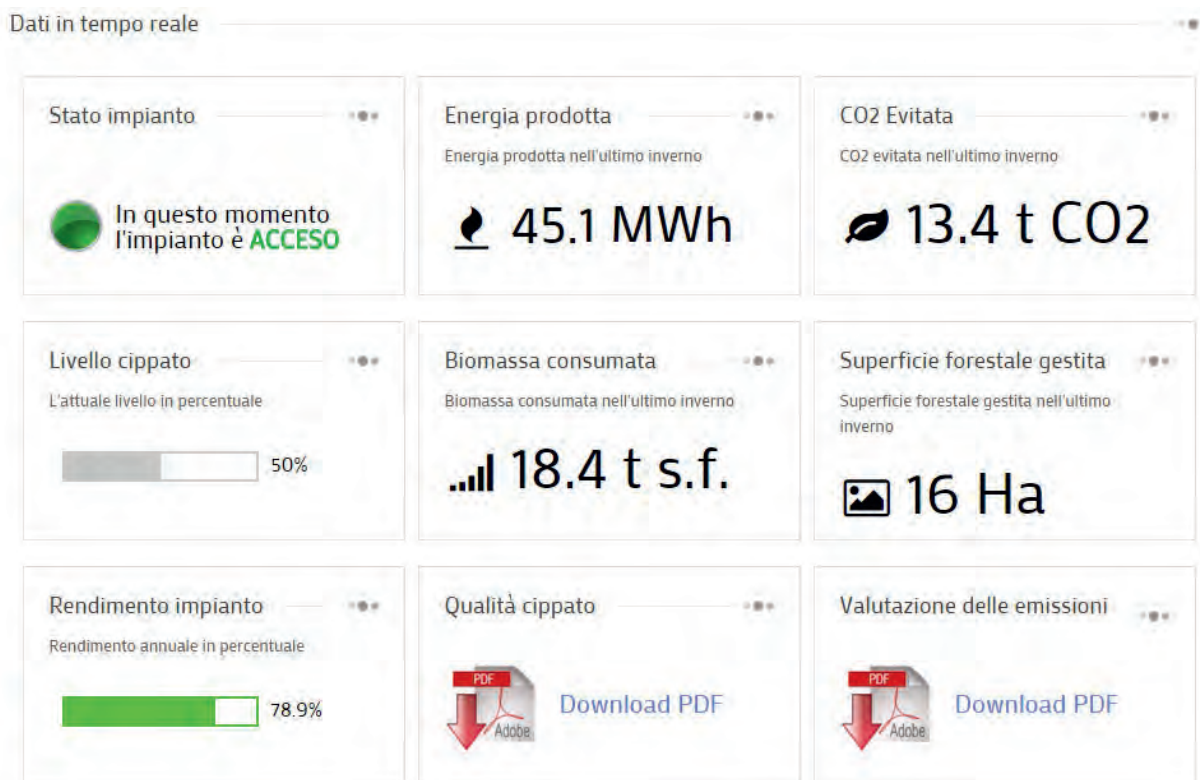 Dati in tempo reale
Stato impianto
In questo momento
l'impianto è ACCESO
Energia prodotta
Energia prodotta nell'ultimo inverno
45.1 MWh
CO2 Evitata
CO2 evitata nell'ultimo inverno
13.4 t CO2
Livello cippato
L'attuale livello in percentuale
50%
Biomassa consumata
Biomassa consumata nell'ultimo inverno
18.4 t s.f.
Superficie forestale gestita
Superficie forestale gestita nell'ultimo
inverno
16 Ha
Rendimento impianto
Rendimento annuale in percentuale
78.9%
Qualità cippato
PDF
Adobe
Download PDF
Valutazione delle emissioni
PDF
Adobe
Download PDF